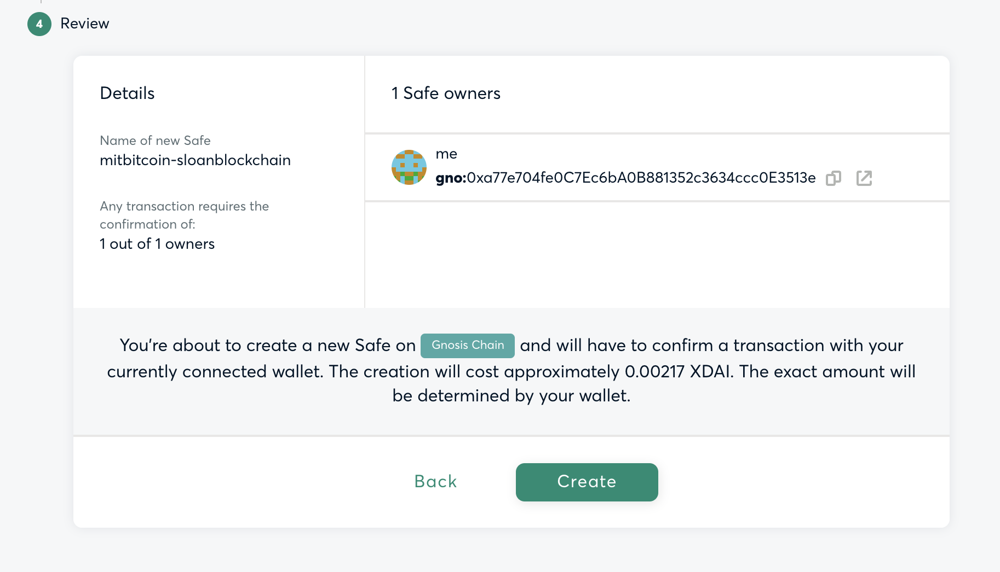 4 Review
Details
Name of new Safe
mitbitcoin-sloanblockchain
Any transaction requires the
confirmation of:
1 out of 1 owners
1 Safe owners
me
gno:0xa77e704fe0C7Ec6bA0B881352c3634ccc0E3513e
You're about to create a new Safe on Gnosis Chain and will have to confirm a transaction with your
currently connected wallet. The creation will cost approximately 0.00217 XDAI. The exact amount will
be determined by your wallet.
Back Create